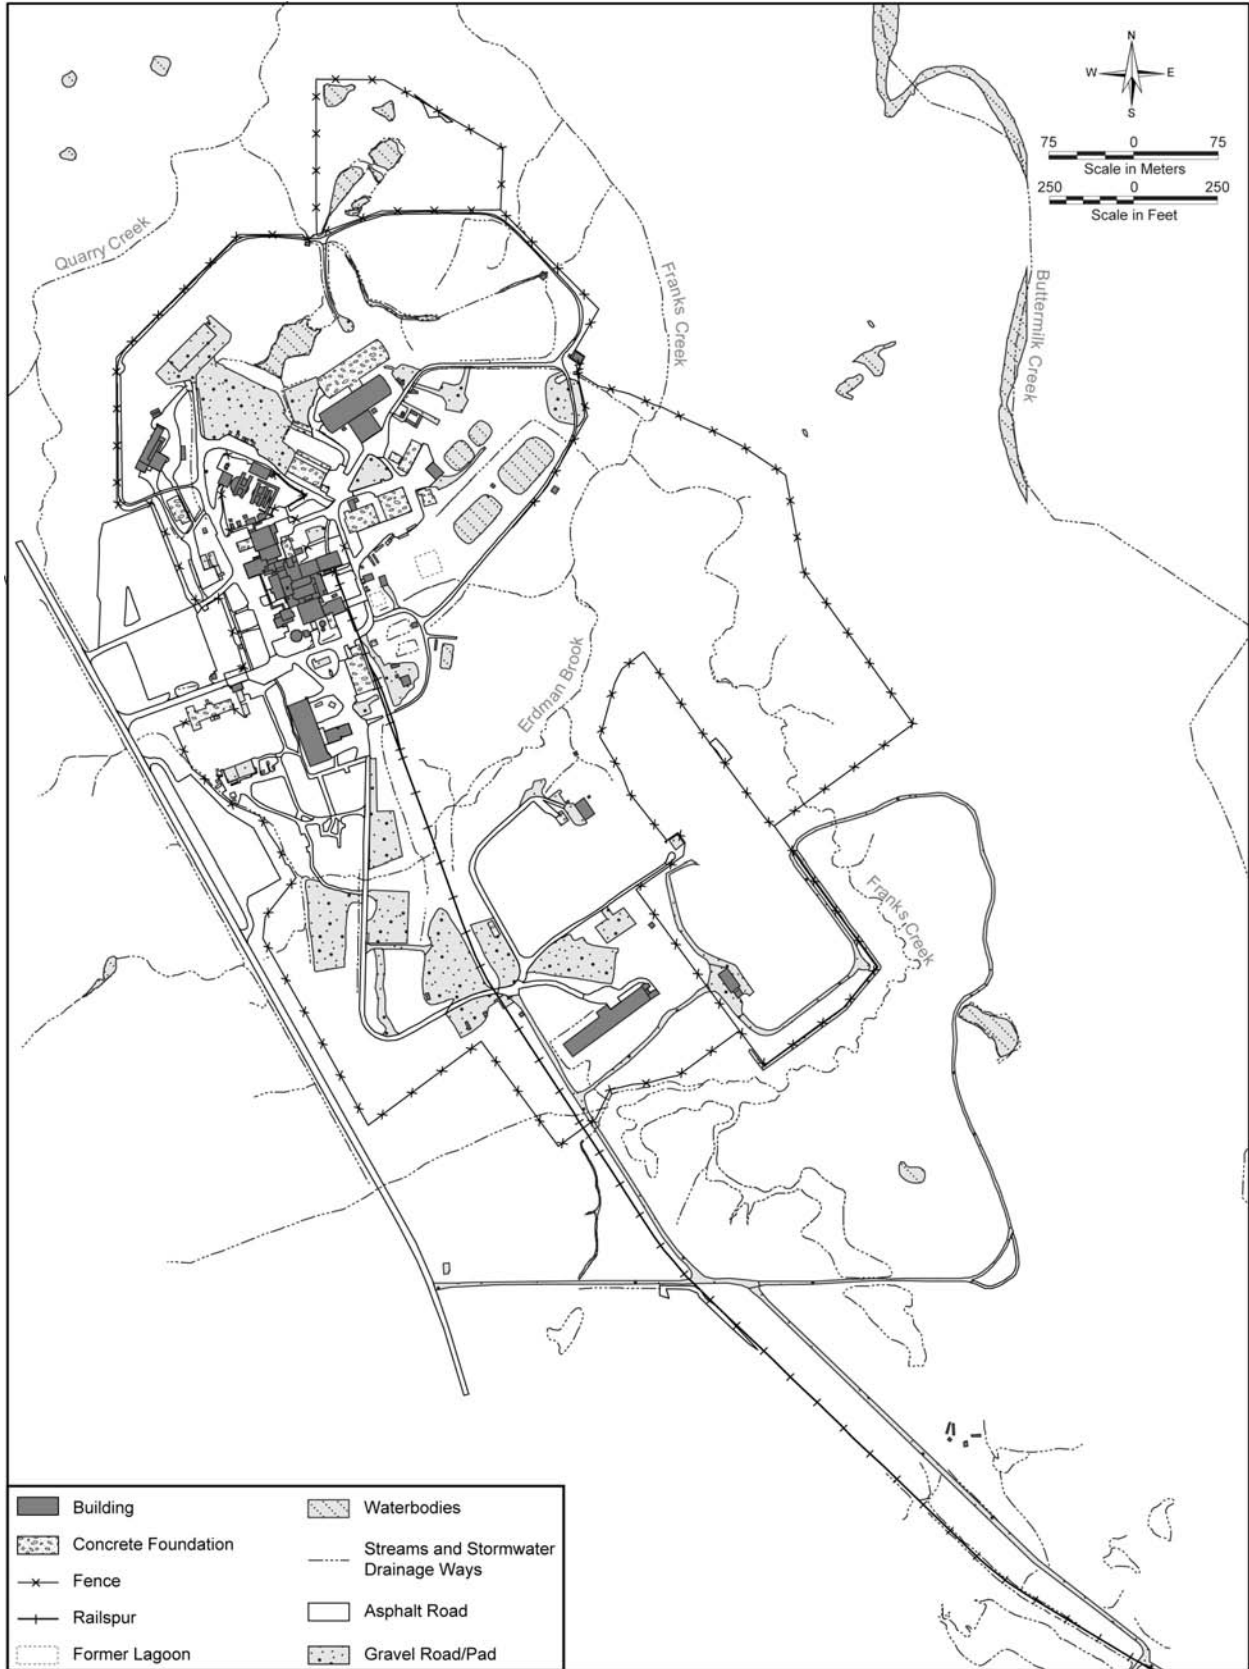 N
W E
S
75 0 75
Scale in Meters
250 0 250
Scale in Feet
Quarry Creek
Franks Creek
Buttermilk Creek
Erdman Brook
Franks Creek
Building
Concrete Foundation
Fence
Railspur
Former Lagoon
Waterbodies
Streams and Stormwater
Drainage Ways
Asphalt Road
Gravel Road/Pad